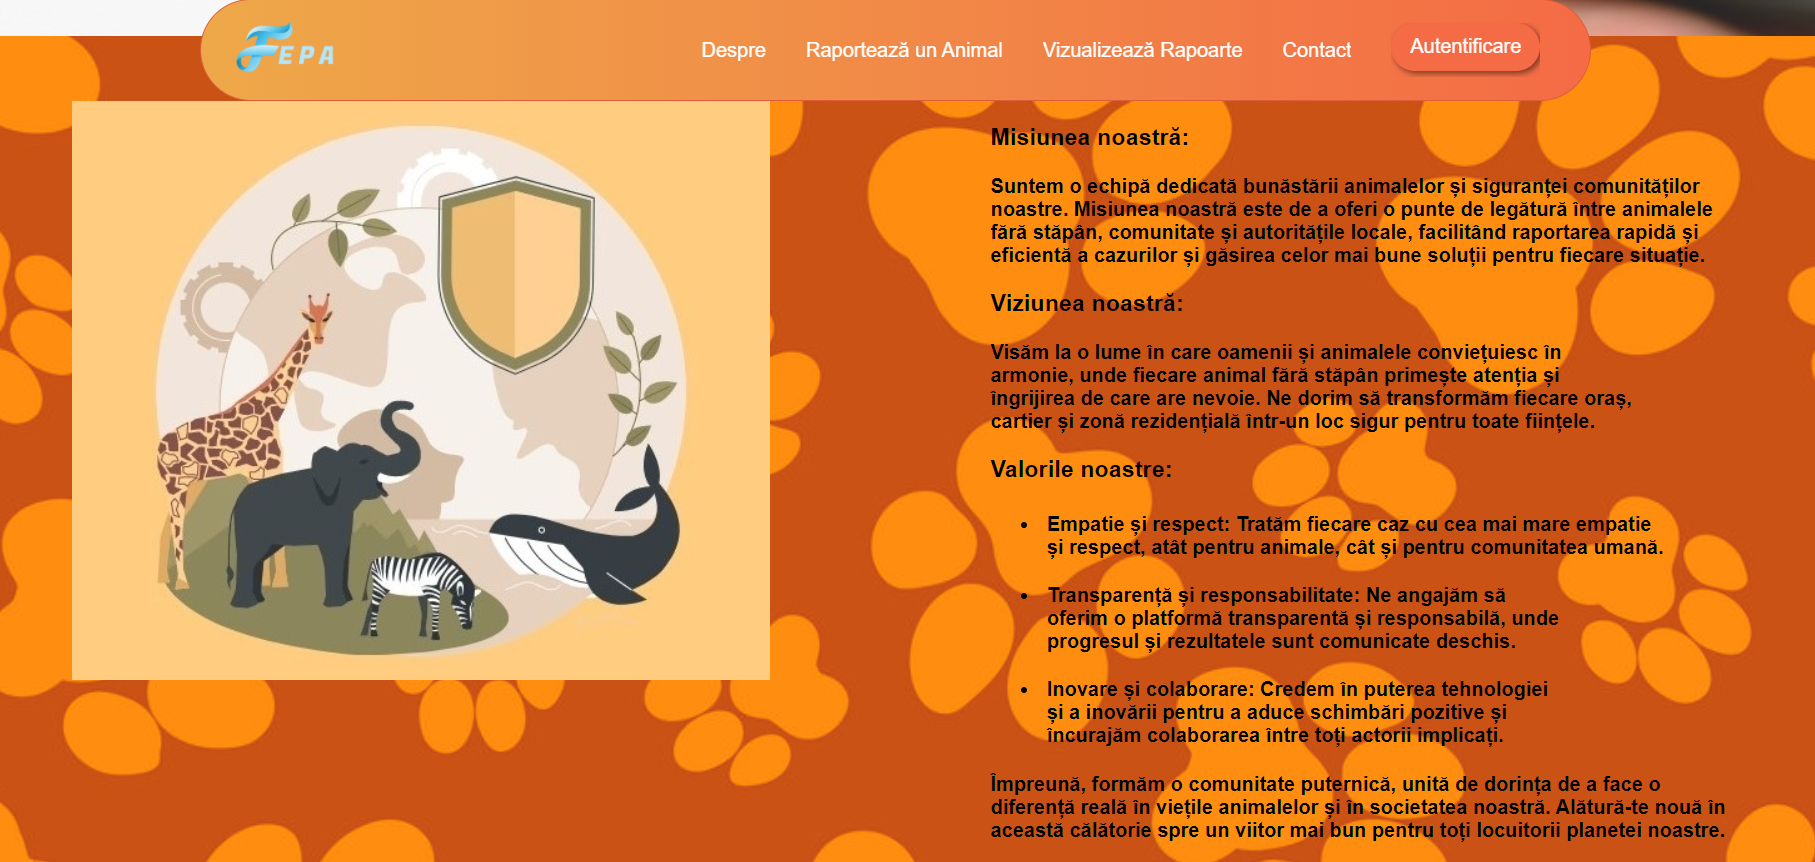 FEPA
Despre
Raportează un Animal
Vizualizează Rapoarte
Contact
Autentificare
Misiunea noastră:
Suntem o echipă dedicată bunăstării animalelor și siguranței comunităților
noastre. Misiunea noastră este de a oferi o punte de legătură între animalele
fără stăpân, comunitate și autoritățile locale, facilitând raportarea rapidă și
eficientă a cazurilor și găsirea celor mai bune soluții pentru fiecare situație.
Viziunea noastră:
Visăm la o lume în care oamenii și animalele conviețuiesc în
armonie, unde fiecare animal fără stăpân primește atenția și
îngrijirea de care are nevoie. Ne dorim să transformăm fiecare oraș,
cartier și zonă rezidențială într-un loc sigur pentru toate ființele.
Valorile noastre:
• Empatie și respect: Tratăm fiecare caz cu cea mai mare empatie
și respect, atât pentru animale, cât și pentru comunitatea umană.
• Transparență și responsabilitate: Ne angajăm să
oferim o platformă transparentă și responsabilă, unde
progresul și rezultatele sunt comunicate deschis.
• Inovare și colaborare: Credem în puterea tehnologiei
și a inovării pentru a aduce schimbări pozitive și
încurajăm colaborarea între toți actorii implicați.
Împreună, formăm o comunitate puternică, unită de dorința de a face o
diferență reală în viețile animalelor și în societatea noastră. Alătură-te nouă în
această călătorie spre un viitor mai bun pentru toți locuitorii planetei noastre.